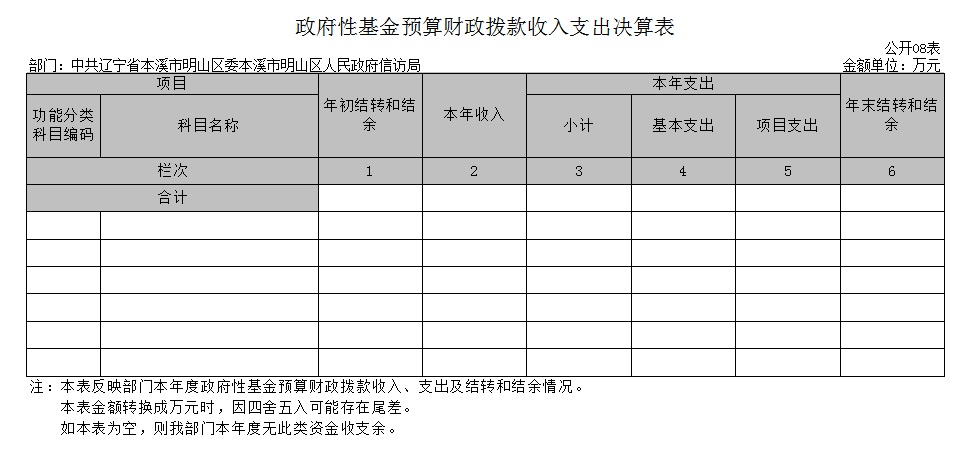 政府性基金预算财政拨款收入支出决算表
公开08表
部门：中共辽宁省本溪市明山区委本溪市明山区人民政府信访局
金额单位：万元
项目
年初结转和结余
本年收入
本年支出
年末结转和结余
功能分类科目编码
科目名称
小计
基本支出
项目支出
栏次 1 2 3 4 5 6
合计
注：本表反映部门本年度政府性基金预算财政拨款收入、支出及结转和结余情况。
本表金额转换成万元时，因四舍五入可能存在尾差。
如本表为空，则我部门本年度无此类资金收支余。